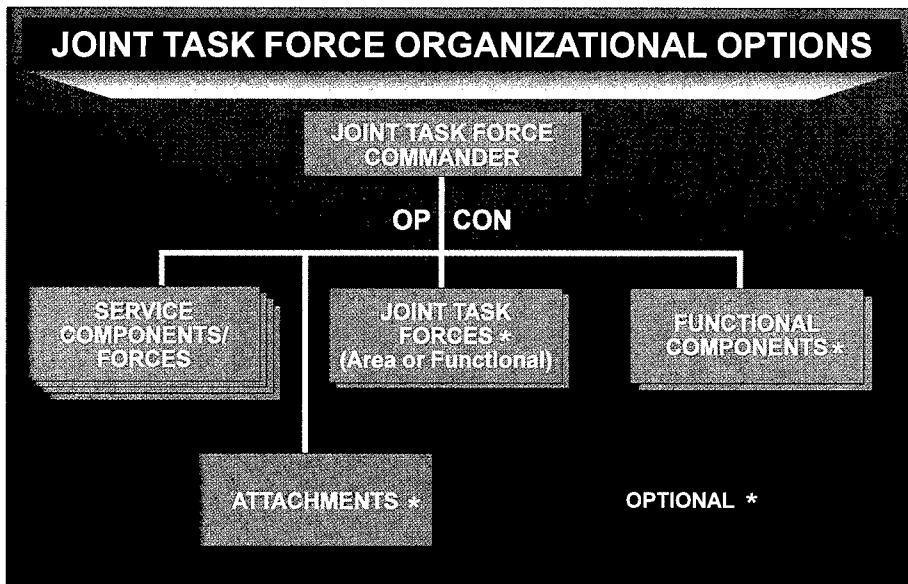 JOINT TASK FORCE ORGANIZATIONAL OPTIONS
JOINT TASK FORCE
COMMANDER
OP CON
SERVICE
COMPONENTS/
FORCES
JOINT TASK
FORCES *
(Area or Functional)
FUNCTIONAL
COMPONENTS *
ATTACHMENTS *
OPTIONAL *